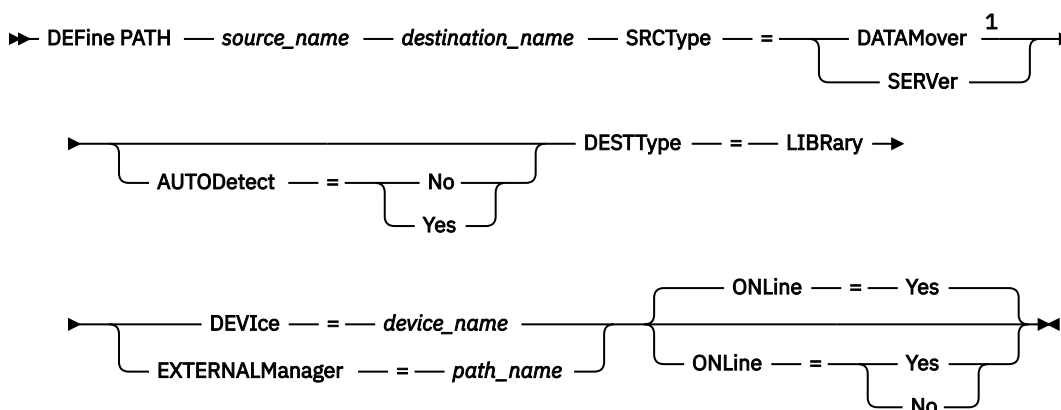 DEFine PATH source_name destination_name SRCType = DATAMover 1
SERVer
AUTODetect = No
Yes
DESTType = LIBRary
ONLine = Yes
DEVIce = device_name
EXTERNALManager = path_name
ONLine = Yes
No